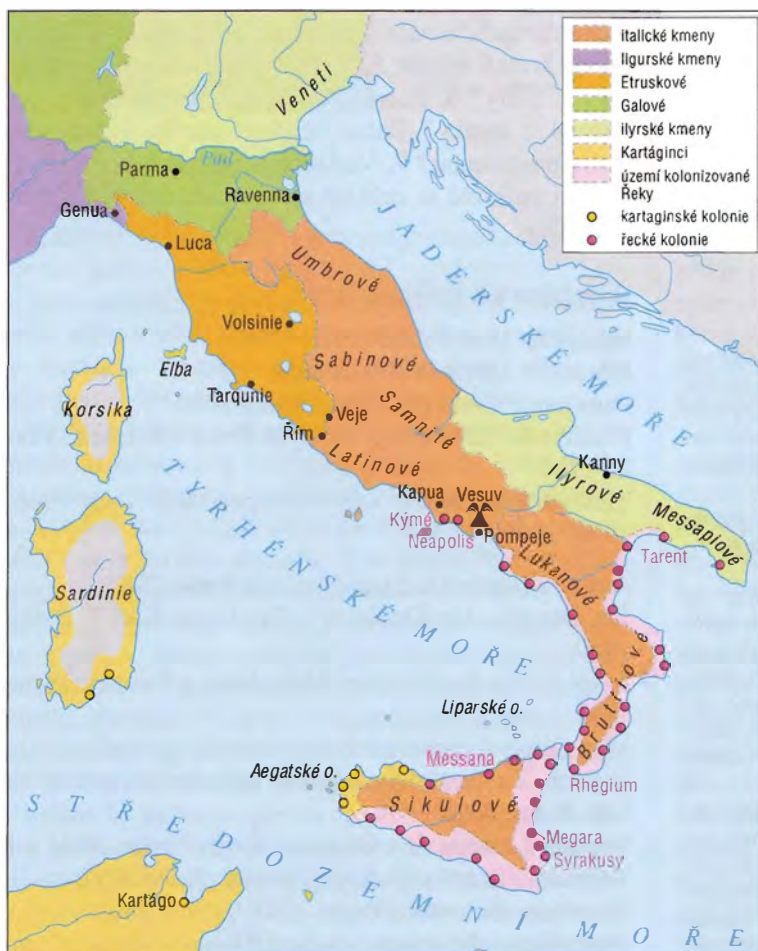 italické kmeny
ligurské kmeny
Etruskové
Galové
ilyrské kmeny
Kartáginci
území kolonizované
Řeky
kartaginské kolonie
řecké kolonie
Veneti
Pád
Parma
Ravenna
Genua
Luca
Umbrové
JADERSKÉ MOŘE
Volsinie
Elba
Sabinové
Tarqunie
Korsika
Veje
Samnité
Řím
Latinové
Kanny
Ilyrové
Kapua
Vesuv
Kýmé
Neapolis
Pompeje
Messapiové
Tarent
Lukanové
TYRHÉNSKÉ MOŘE
Sardinie
Bruttiové
Liparské o.
Messana
Aegatské o.
Rhegium
Sikulové
Megara
Syrakusy
STŘEDOZEMNÍ MOŘE
Kartágo